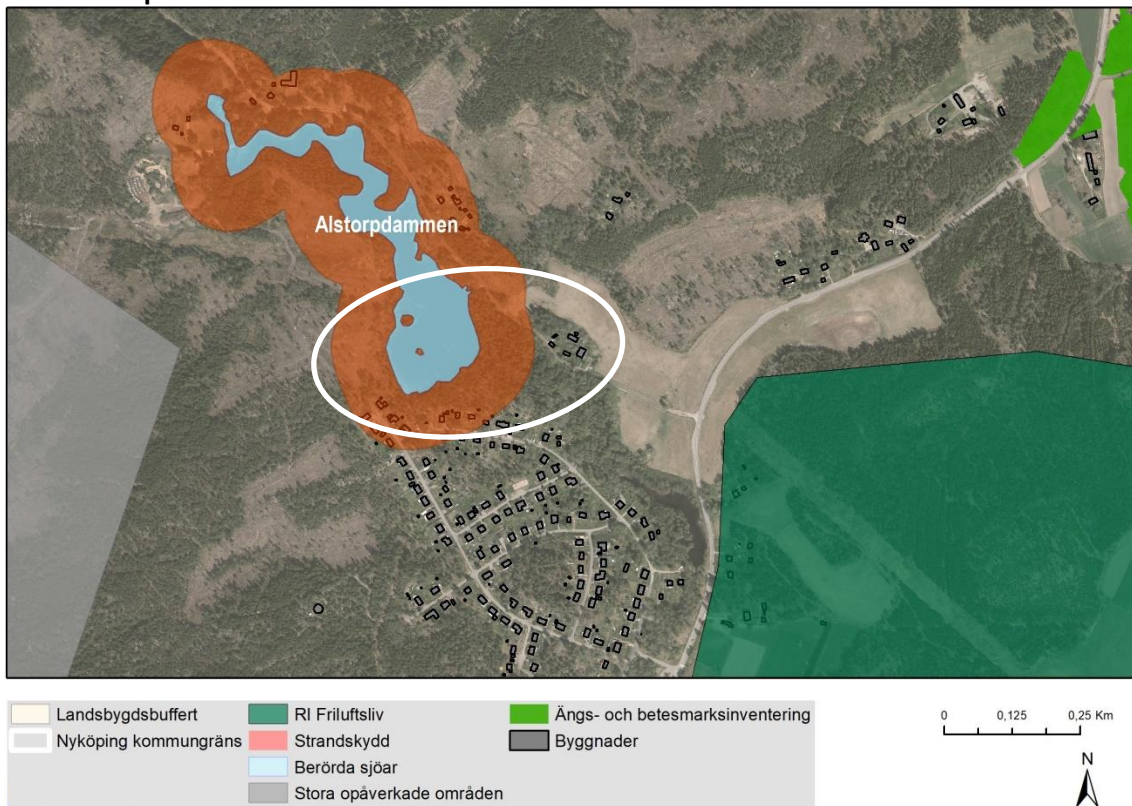 Alstorpdammen
Landsbygdsbuffert
Nyköping kommungräns
RI Friluftsliv
Strandskydd
Berörda sjöar
Stora opåverkade områden
Ängs- och betesmarksinventering
Byggnader
0 0,125 0,25 Km
N